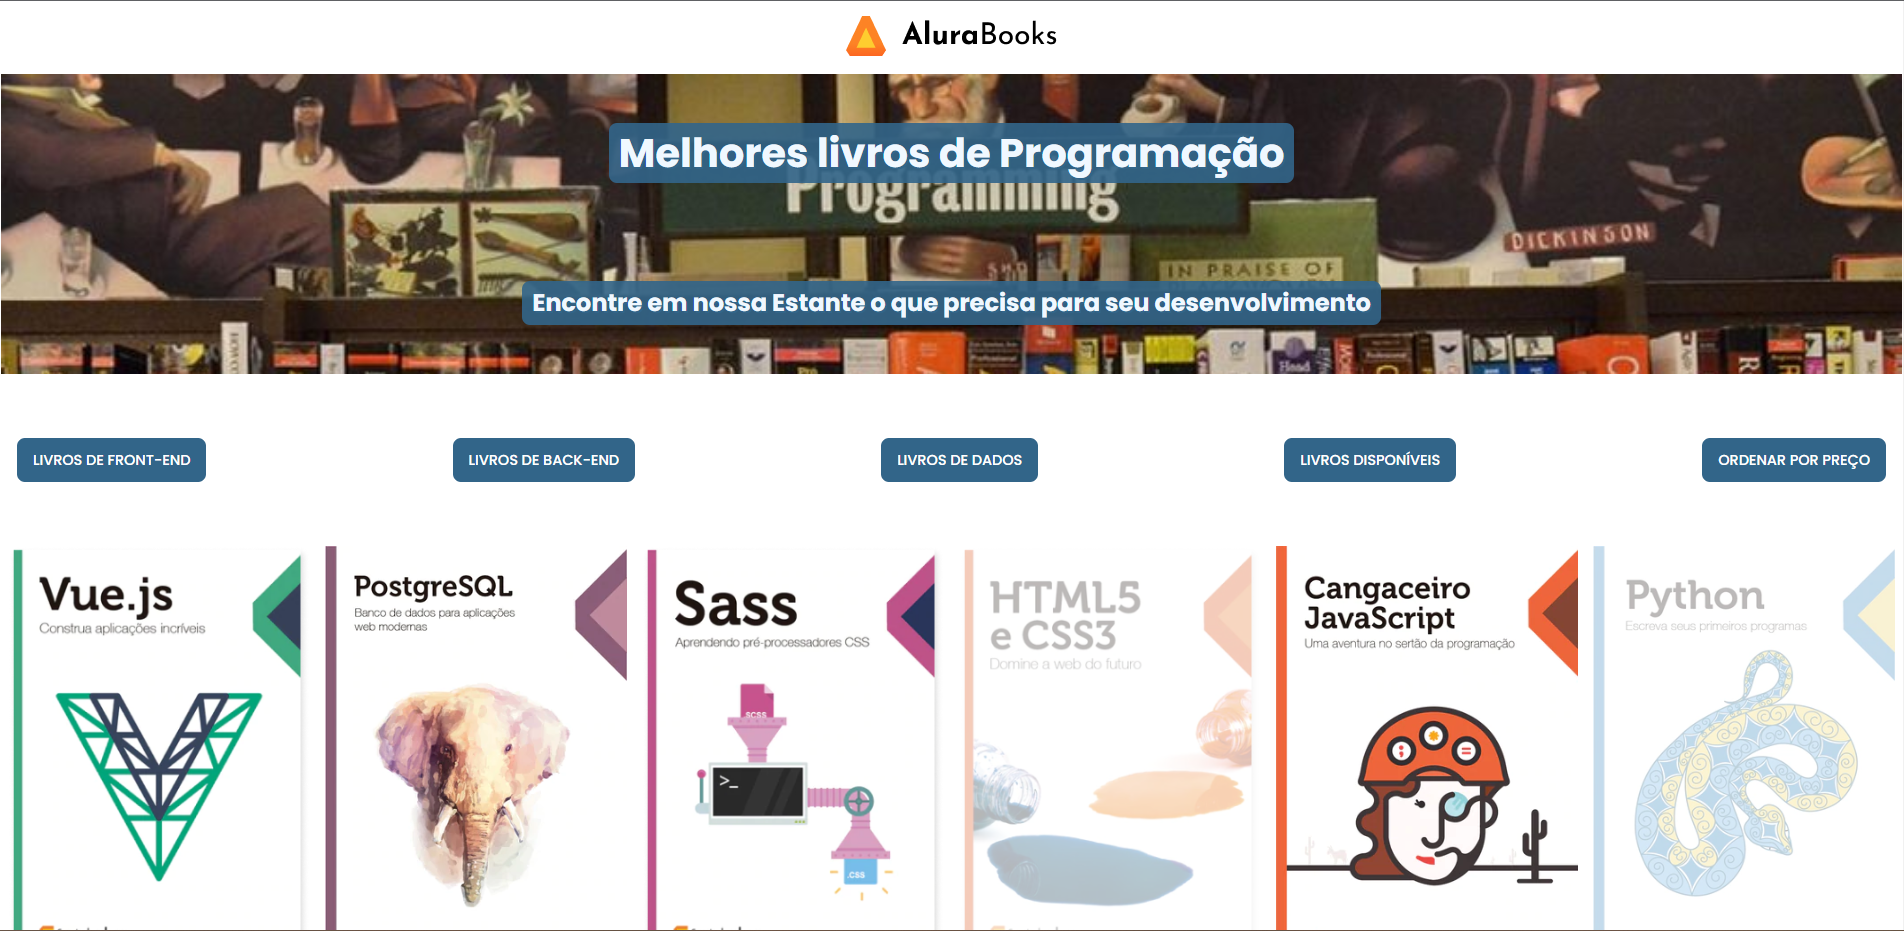 AluraBooks
Melhores livros de Programação
Programming
DICKINSON
IN PRAISE OF
Encontre em nossa Estante o que precisa para seu desenvolvimento
Head
LIVROS DE FRONT-END
LIVROS DE BACK-END
LIVROS DE DADOS
LIVROS DISPONÍVEIS
ORDENAR POR PREÇO
Vue.js
Construa aplicações incríveis
PostgreSQL
Banco de dados para aplicações
web modernas
Sass
Aprendendo pré-processadores CSS
SCSS
>_
.CSS
HTML5
e CSS3
Domine a web do futuro
Cangaceiro
JavaScript
Uma aventura no sertão da programação
Python
Escreva seus primeiros programas